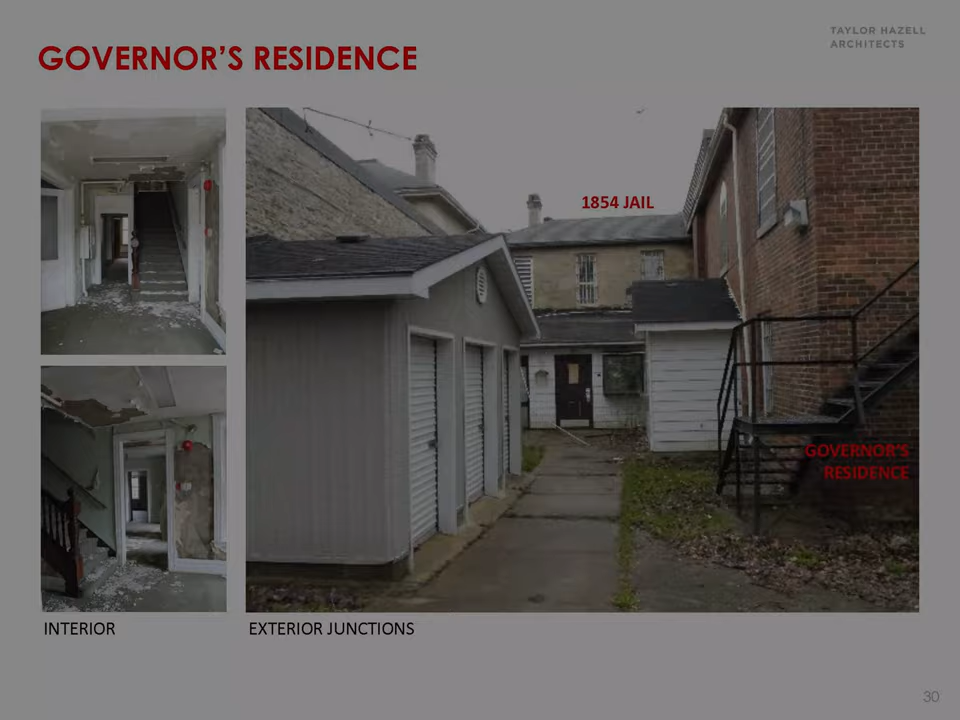 GOVERNOR'S RESIDENCE
TAYLOR HAZELL
ARCHITECTS
1854 JAIL
GOVERNOR'S
RESIDENCE
INTERIOR
EXTERIOR JUNCTIONS
30